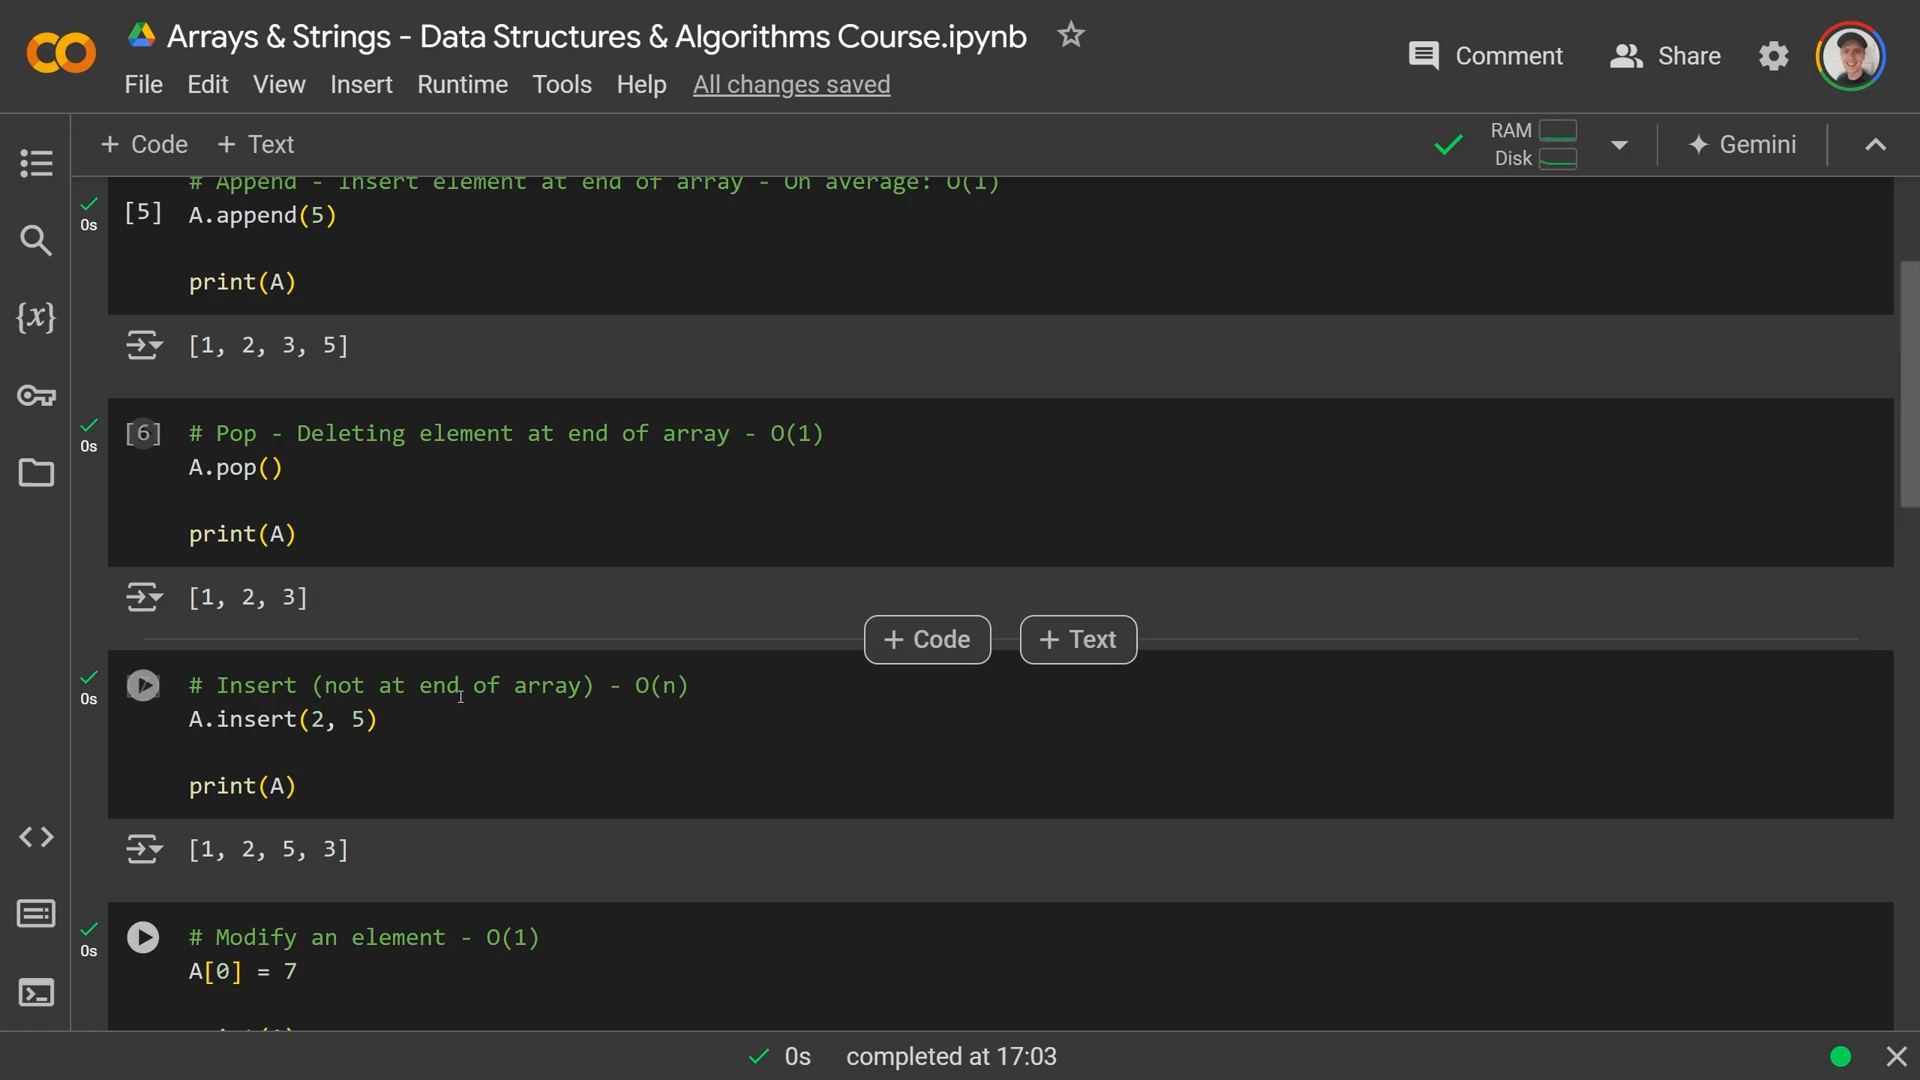 Arrays & Strings - Data Structures & Algorithms Course.ipynb
Comment
Share
File Edit View Insert Runtime Tools Help All changes saved
+ Code + Text
RAM
Disk
Gemini
# Append - Insert element at end of array - On average: O(1)
0s
[5] A.append(5)
print(A)
[1, 2, 3, 5]
{x}
0s
[6] # Pop - Deleting element at end of array - O(1)
A.pop()
print(A)
[1, 2, 3]
+ Code + Text
0s
# Insert (not at end of array) - O(n)
A.insert(2, 5)
print(A)
[1, 2, 5, 3]
0s
# Modify an element - O(1)
A[0] = 7
0s completed at 17:03